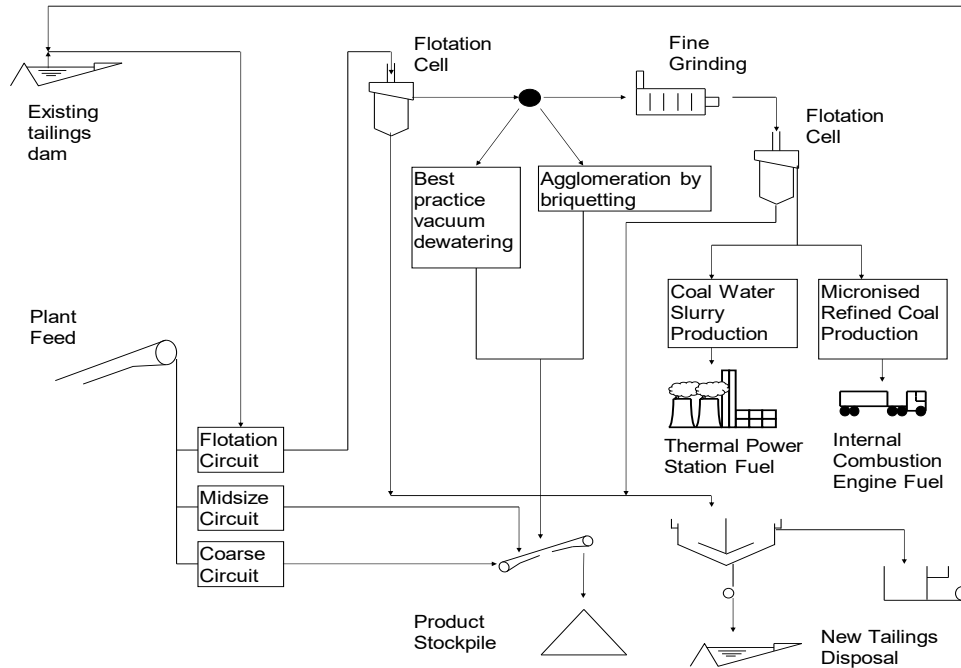 Flotation
Cell
Fine
Grinding
Existing
tailings
dam
Flotation
Cell
Best
practice
vacuum
dewatering
Agglomeration by
briquetting
Coal Water
Slurry
Production
Micronised
Refined Coal
Production
Plant
Feed
Thermal Power
Station Fuel
Internal
Combustion
Engine Fuel
Flotation
Circuit
Midsize
Circuit
Coarse
Circuit
Product
Stockpile
New Tailings
Disposal